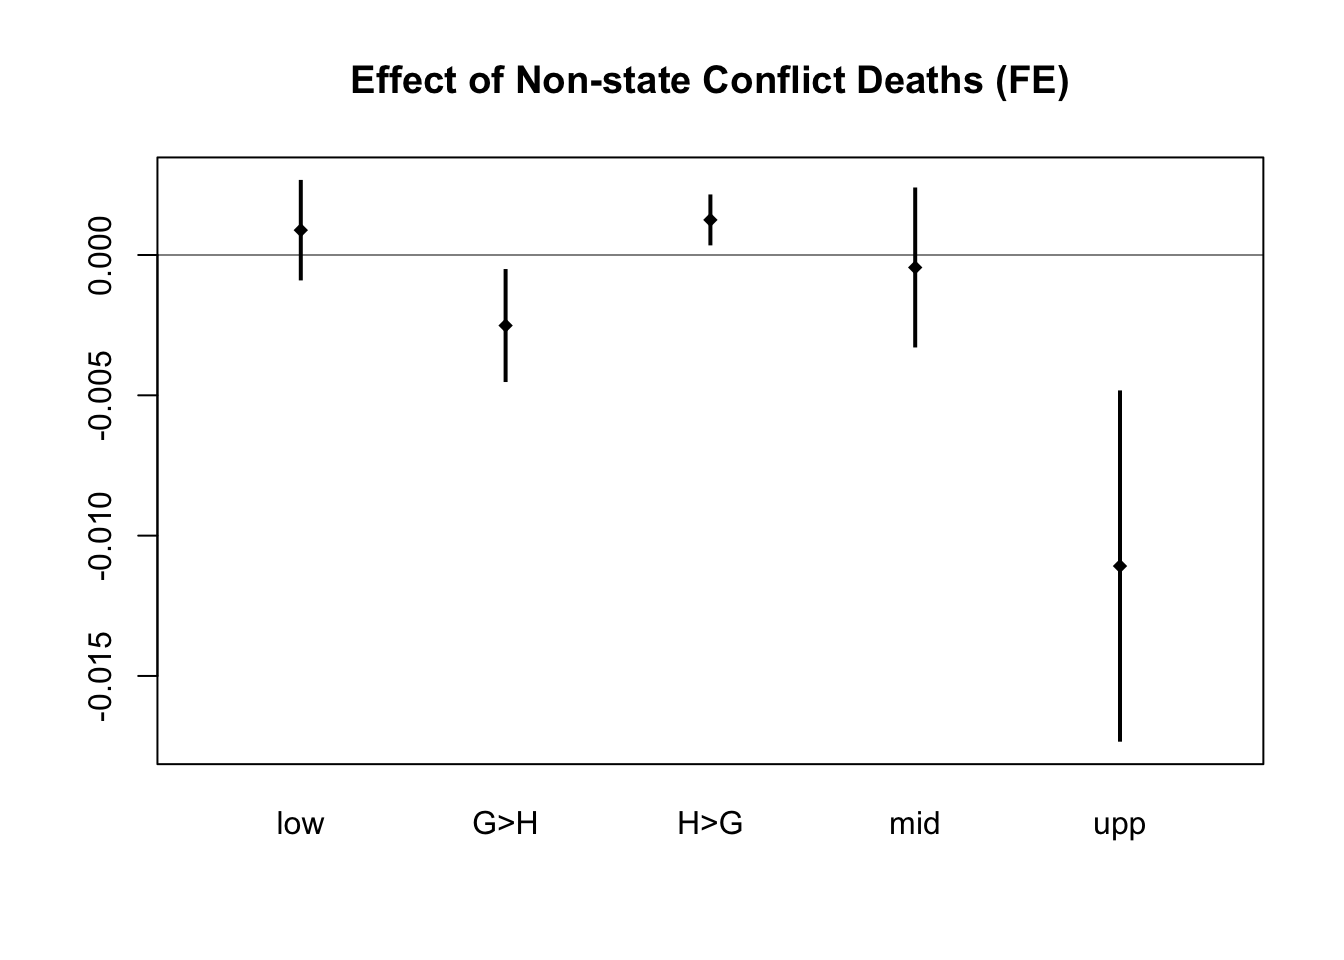 Effect of Non-state Conflict Deaths (FE)
0.000
-0.005
-0.010
-0.015
low G>H H>G mid upp